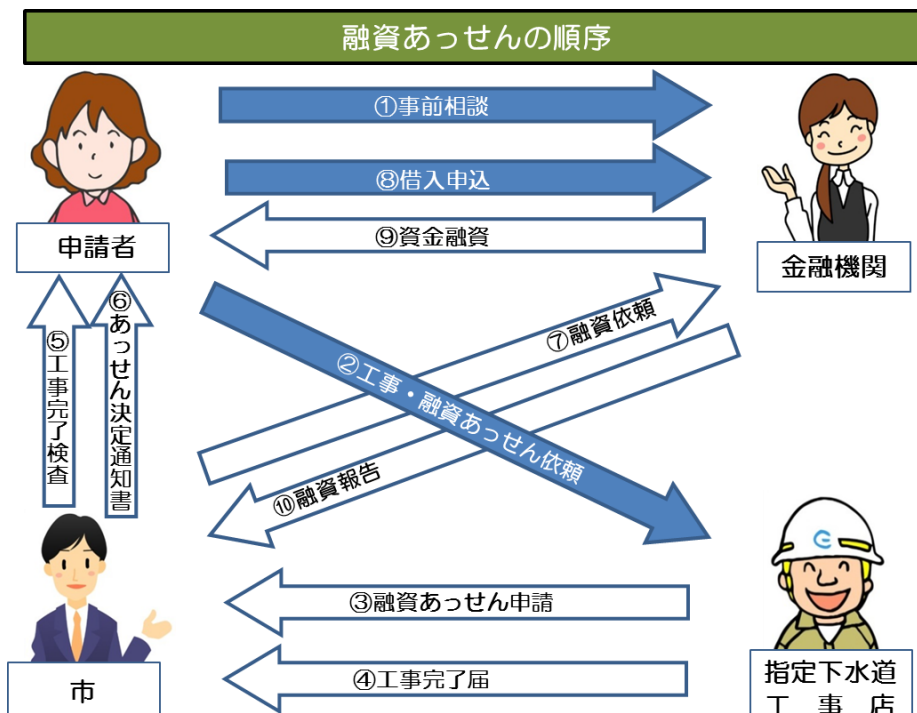 融資あっせんの順序
①事前相談
⑧借入申込
⑨資金融資
申請者
金融機関
⑦融資依頼
②工事・融資あっせん依頼
⑤工事完了検査
⑥あっせん決定通知書
⑩融資報告
③融資あっせん申請
④工事完了届
市
指定下水道
工事店